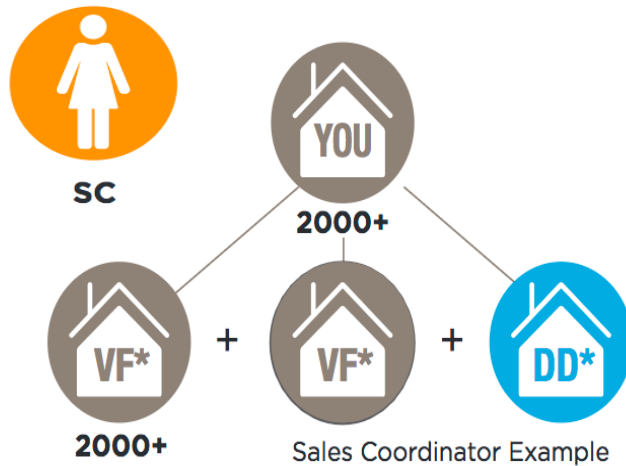 YOU
SC
2000+
VF* + VF* + DD*
2000+
Sales Coordinator Example